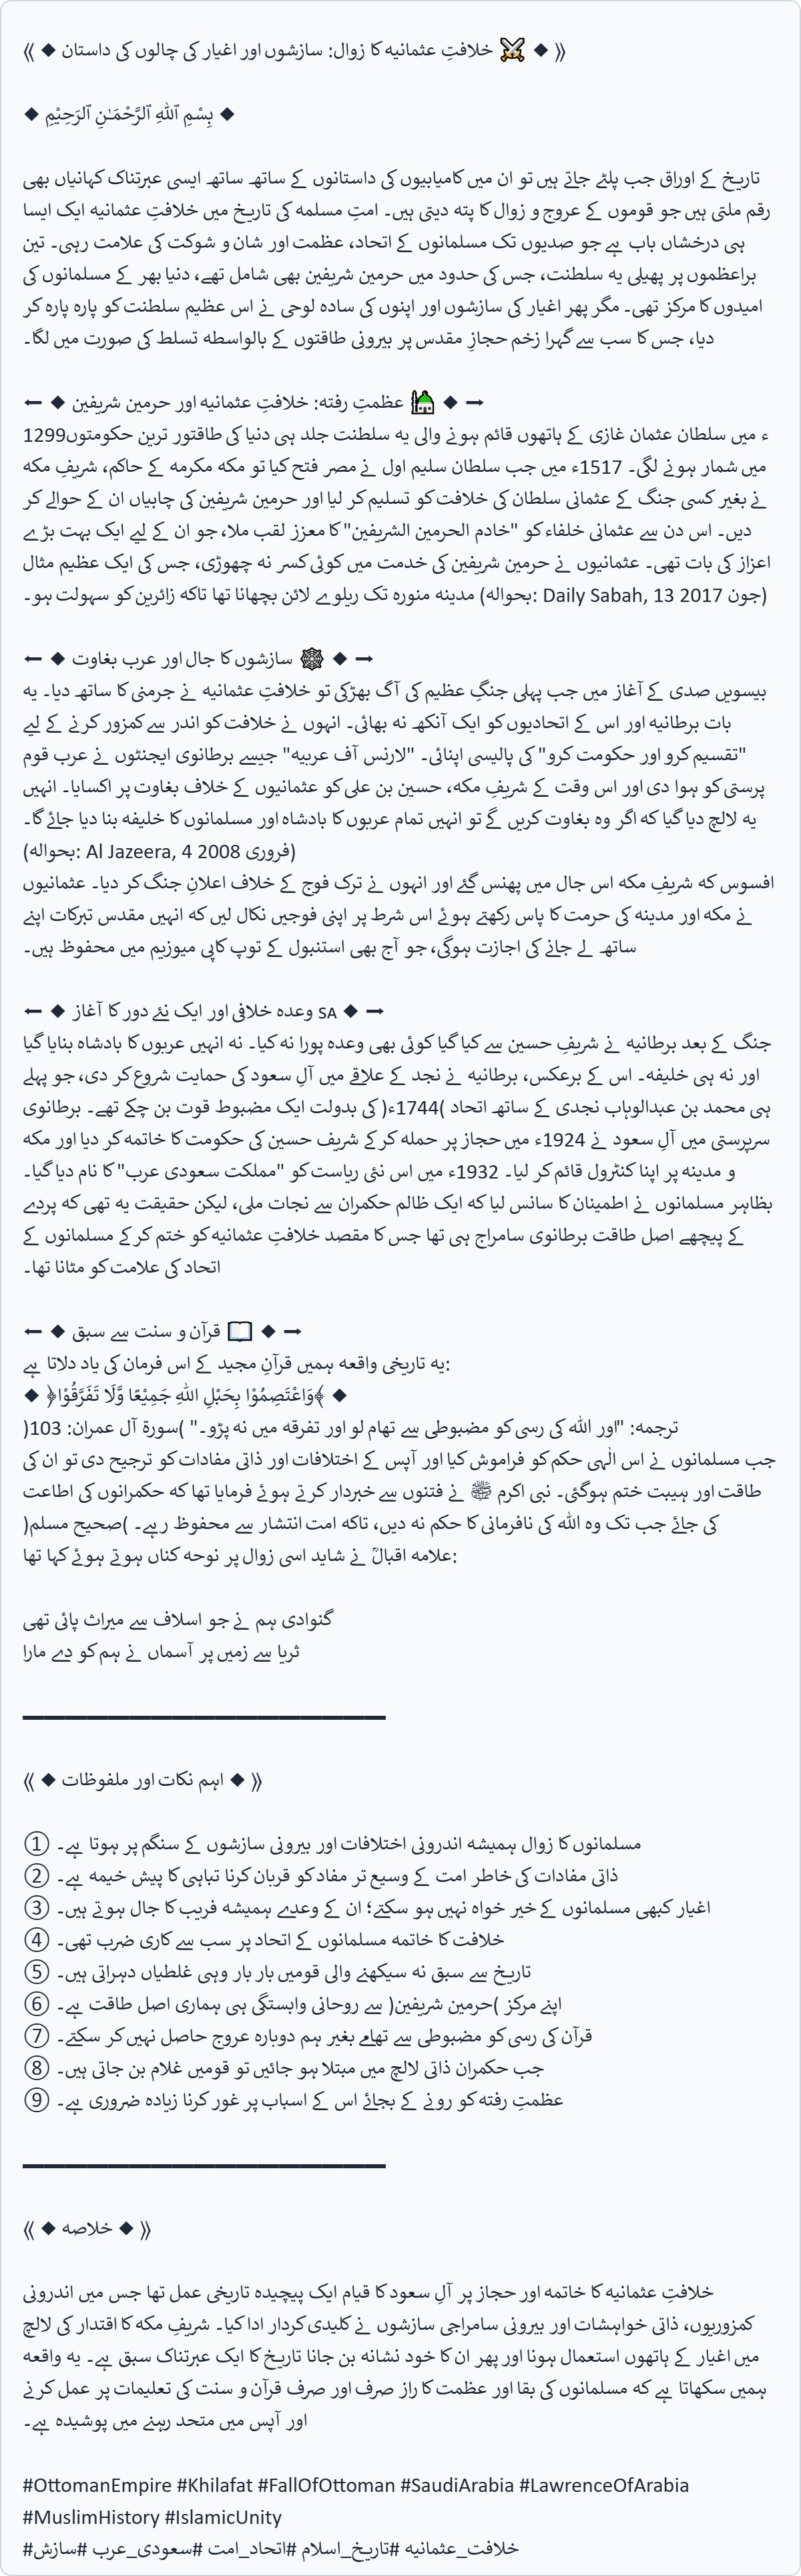 ⟪ ◆ خلافتِ عثمانیہ کا زوال: سازشوں اور اغیار کی چالوں کی داستان ⚔️ ◆ ⟫
◆ بِسْمِ ٱللهِ ٱلرَّحْمَـٰنِ ٱلرَحِيْمِ ◆
تاریخ کے اوراق جب پلٹے جاتے ہیں تو ان میں کامیابیوں کی داستانوں کے ساتھ ساتھ ایسی عبرتناک کہانیاں بھی
رقم ملتی ہیں جو قوموں کے عروج و زوال کا پتہ دیتی ہیں۔ امتِ مسلمہ کی تاریخ میں خلافتِ عثمانیہ ایک ایسا
ہی درخشاں باب ہے جو صدیوں تک مسلمانوں کے اتحاد، عظمت اور شان و شوکت کی علامت رہی۔ تین
براعظموں پر پھیلی یہ سلطنت، جس کی حدود میں حرمین شریفین بھی شامل تھے، دنیا بھر کے مسلمانوں کی
امیدوں کا مرکز تھی۔ مگر پھر اغیار کی سازشوں اور اپنوں کی سادہ لوحی نے اس عظیم سلطنت کو پارہ پارہ کر
دیا، جس کا سب سے گہرا زخم حجازِ مقدس پر بیرونی طاقتوں کے بالواسطہ تسلط کی صورت میں لگا۔
← ◆ عظمتِ رفتہ: خلافتِ عثمانیہ اور حرمین شریفین 🕌 ◆ →
1299ء میں سلطان عثمان غازی کے ہاتھوں قائم ہونے والی یہ سلطنت جلد ہی دنیا کی طاقتور ترین حکومتوں
میں شمار ہونے لگی۔ 1517ء میں جب سلطان سلیم اول نے مصر فتح کیا تو مکہ مکرمہ کے حاکم، شریفِ مکہ
نے بغیر کسی جنگ کے عثمانی سلطان کی خلافت کو تسلیم کر لیا اور حرمین شریفین کی چابیاں ان کے حوالے کر
دیں۔ اس دن سے عثمانی خلفاء کو "خادم الحرمین الشریفین" کا معزز لقب ملا، جو ان کے لیے ایک بہت بڑے
اعزاز کی بات تھی۔ عثمانیوں نے حرمین شریفین کی خدمت میں کوئی کسر نہ چھوڑی، جس کی ایک عظیم مثال
مدینہ منورہ تک ریلوے لائن بچھانا تھا تاکہ زائرین کو سہولت ہو۔ (بحوالہ: Daily Sabah, 13 جون 2017)
← ◆ سازشوں کا جال اور عرب بغاوت 🕸️ ◆ →
بیسویں صدی کے آغاز میں جب پہلی جنگِ عظیم کی آگ بھڑکی تو خلافتِ عثمانیہ نے جرمنی کا ساتھ دیا۔ یہ
بات برطانیہ اور اس کے اتحادیوں کو ایک آنکھ نہ بھائی۔ انہوں نے خلافت کو اندر سے کمزور کرنے کے لیے
"تقسیم کرو اور حکومت کرو" کی پالیسی اپنائی۔ "لارنس آف عربیہ" جیسے برطانوی ایجنٹوں نے عرب قوم
پرستی کو ہوا دی اور اس وقت کے شریفِ مکہ، حسین بن علی کو عثمانیوں کے خلاف بغاوت پر اکسایا۔ انہیں
یہ لالچ دیا گیا کہ اگر وہ بغاوت کریں گے تو انہیں تمام عربوں کا بادشاہ اور مسلمانوں کا خلیفہ بنا دیا جائے گا۔
(بحوالہ: Al Jazeera, 4 فروری 2008)
افسوس کہ شریفِ مکہ اس جال میں پھنس گئے اور انہوں نے ترک فوج کے خلاف اعلانِ جنگ کر دیا۔ عثمانیوں
نے مکہ اور مدینہ کی حرمت کا پاس رکھتے ہوئے اس شرط پر اپنی فوجیں نکال لیں کہ انہیں مقدس تبرکات اپنے
ساتھ لے جانے کی اجازت ہوگی، جو آج بھی استنبول کے توپ کاپی میوزیم میں محفوظ ہیں۔
← ◆ وعدہ خلافی اور ایک نئے دور کا آغاز SA ◆ →
جنگ کے بعد برطانیہ نے شریفِ حسین سے کیا گیا کوئی بھی وعدہ پورا نہ کیا۔ نہ انہیں عربوں کا بادشاہ بنایا گیا
اور نہ ہی خلیفہ۔ اس کے برعکس، برطانیہ نے نجد کے علاقے میں آلِ سعود کی حمایت شروع کر دی، جو پہلے
ہی محمد بن عبدالوہاب نجدی کے ساتھ اتحاد (1744ء) کی بدولت ایک مضبوط قوت بن چکے تھے۔ برطانوی
سرپرستی میں آلِ سعود نے 1924ء میں حجاز پر حملہ کر کے شریف حسین کی حکومت کا خاتمہ کر دیا اور مکہ
و مدینہ پر اپنا کنٹرول قائم کر لیا۔ 1932ء میں اس نئی ریاست کو "مملکت سعودی عرب" کا نام دیا گیا۔
بظاہر مسلمانوں نے اطمینان کا سانس لیا کہ ایک ظالم حکمران سے نجات ملی، لیکن حقیقت یہ تھی کہ پردے
کے پیچھے اصل طاقت برطانوی سامراج ہی تھا جس کا مقصد خلافتِ عثمانیہ کو ختم کر کے مسلمانوں کے
اتحاد کی علامت کو مٹانا تھا۔
← ◆ قرآن و سنت سے سبق 📖 ◆ →
یہ تاریخی واقعہ ہمیں قرآنِ مجید کے اس فرمان کی یاد دلاتا ہے:
◆ ﴿وَاعْتَصِمُوْا بِحَبْلِ اللهِ جَمِيْعًا وَّلَا تَفَرَّقُوْا﴾ ◆
ترجمہ: "اور اللہ کی رسی کو مضبوطی سے تھام لو اور تفرقہ میں نہ پڑو۔" (سورۃ آل عمران: 103)
جب مسلمانوں نے اس الٰہی حکم کو فراموش کیا اور آپس کے اختلافات اور ذاتی مفادات کو ترجیح دی تو ان کی
طاقت اور ہیبت ختم ہوگئی۔ نبی اکرم ﷺ نے فتنوں سے خبردار کرتے ہوئے فرمایا تھا کہ حکمرانوں کی اطاعت
کی جائے جب تک وہ اللہ کی نافرمانی کا حکم نہ دیں، تاکہ امت انتشار سے محفوظ رہے۔ (صحیح مسلم)
علامہ اقبالؒ نے شاید اسی زوال پر نوحہ کناں ہوتے ہوئے کہا تھا:
گنوادی ہم نے جو اسلاف سے میراث پائی تھی
ثریا سے زمیں پر آسماں نے ہم کو دے مارا
⟪ ◆ اہم نکات اور ملفوظات ◆ ⟫
① مسلمانوں کا زوال ہمیشہ اندرونی اختلافات اور بیرونی سازشوں کے سنگم پر ہوتا ہے۔
② ذاتی مفادات کی خاطر امت کے وسیع تر مفاد کو قربان کرنا تباہی کا پیش خیمہ ہے۔
③ اغیار کبھی مسلمانوں کے خیر خواہ نہیں ہو سکتے؛ ان کے وعدے ہمیشہ فریب کا جال ہوتے ہیں۔
④ خلافت کا خاتمہ مسلمانوں کے اتحاد پر سب سے کاری ضرب تھی۔
⑤ تاریخ سے سبق نہ سیکھنے والی قومیں بار بار وہی غلطیاں دہراتی ہیں۔
⑥ اپنے مرکز (حرمین شریفین) سے روحانی وابستگی ہی ہماری اصل طاقت ہے۔
⑦ قرآن کی رسی کو مضبوطی سے تھامے بغیر ہم دوبارہ عروج حاصل نہیں کر سکتے۔
⑧ جب حکمران ذاتی لالچ میں مبتلا ہو جائیں تو قومیں غلام بن جاتی ہیں۔
⑨ عظمتِ رفتہ کو رونے کے بجائے اس کے اسباب پر غور کرنا زیادہ ضروری ہے۔
⟪ ◆ خلاصہ ◆ ⟫
خلافتِ عثمانیہ کا خاتمہ اور حجاز پر آلِ سعود کا قیام ایک پیچیدہ تاریخی عمل تھا جس میں اندرونی
کمزوریوں، ذاتی خواہشات اور بیرونی سامراجی سازشوں نے کلیدی کردار ادا کیا۔ شریفِ مکہ کا اقتدار کی لالچ
میں اغیار کے ہاتھوں استعمال ہونا اور پھر ان کا خود نشانہ بن جانا تاریخ کا ایک عبرتناک سبق ہے۔ یہ واقعہ
ہمیں سکھاتا ہے کہ مسلمانوں کی بقا اور عظمت کا راز صرف اور صرف قرآن و سنت کی تعلیمات پر عمل کرنے
اور آپس میں متحد رہنے میں پوشیدہ ہے۔
#OttomanEmpire #Khilafat #FallOfOttoman #SaudiArabia #LawrenceOfArabia
#MuslimHistory #IslamicUnity
#خلافت_عثمانیہ #تاریخ_اسلام #اتحاد_امت #سعودی_عرب #سازش